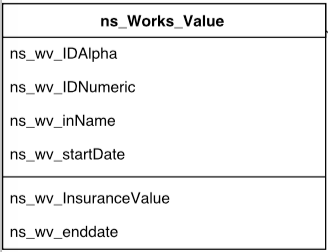 ns_Works_Value
ns_wv_IDAlpha
ns_wv_IDNumeric
ns_wv_inName
ns_wv_startDate
ns_wv_InsuranceValue
ns_wv_enddate